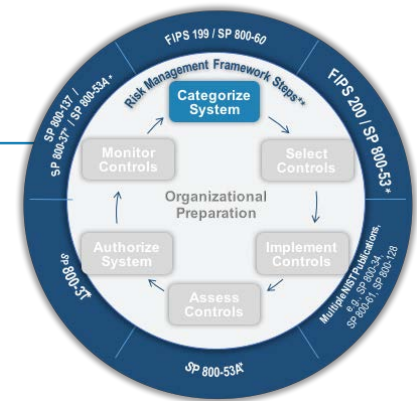 FIPS 199 / SP 800-60
Risk Management Framework Steps**
Categorize
System
FIPS 200 / SP 800-53*
Select
Controls
Multiple NIST Publications,
e.g., SP 800-34,
SP 800-61, SP 800-128
Implement
Controls
SP 800-53A*
Assess
Controls
SP 800-37*
Authorize
System
SP 800-137 /
SP 800-37* / SP 800-53A*
Monitor
Controls
Organizational
Preparation